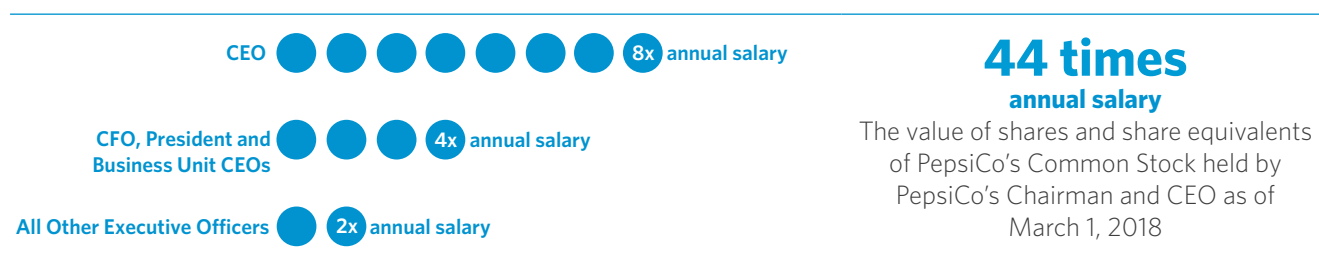 CEO 8x annual salary
CFO, President and
Business Unit CEOs
4x annual salary
All Other Executive Officers 2x annual salary
44 times
annual salary
The value of shares and share equivalents
of PepsiCo’s Common Stock held by
PepsiCo’s Chairman and CEO as of
March 1, 2018